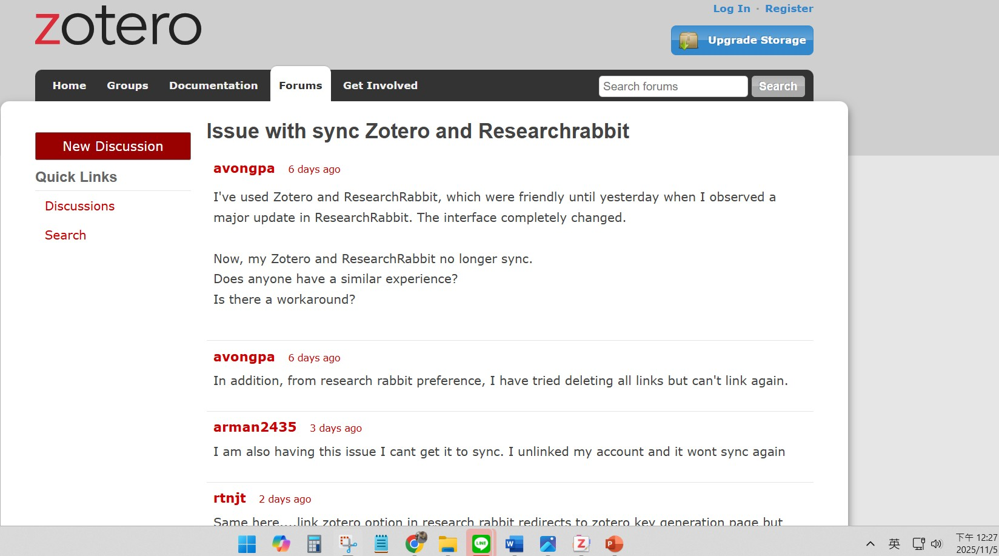 zotero
Log In · Register
Upgrade Storage
Home Groups Documentation Forums Get Involved
Search forums
Search
New Discussion
Quick Links
Discussions
Search
Issue with sync Zotero and Researchrabbit
avongpa 6 days ago
I've used Zotero and ResearchRabbit, which were friendly until yesterday when I observed a
major update in ResearchRabbit. The interface completely changed.
Now, my Zotero and ResearchRabbit no longer sync.
Does anyone have a similar experience?
Is there a workaround?
avongpa 6 days ago
In addition, from research rabbit preference, I have tried deleting all links but can't link again.
arman2435 3 days ago
I am also having this issue I cant get it to sync. I unlinked my account and it wont sync again
rtnjt 2 days ago
Same here....link zotero option in research rabbit redirects to zotero key generation page but
LINE
W
Z
P
英
下午 12:27
2025/11/5